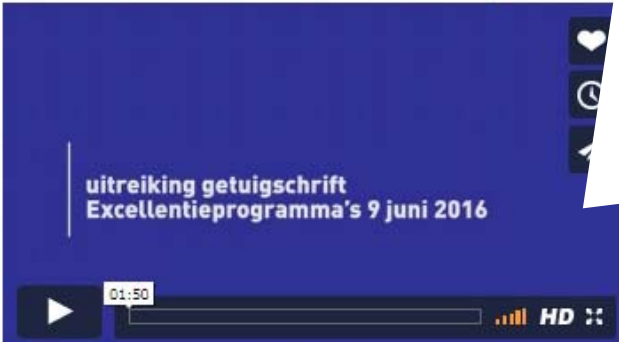 uitreiking getuigschrift
Excellentieprogramma's 9 juni 2016
01:50
HD